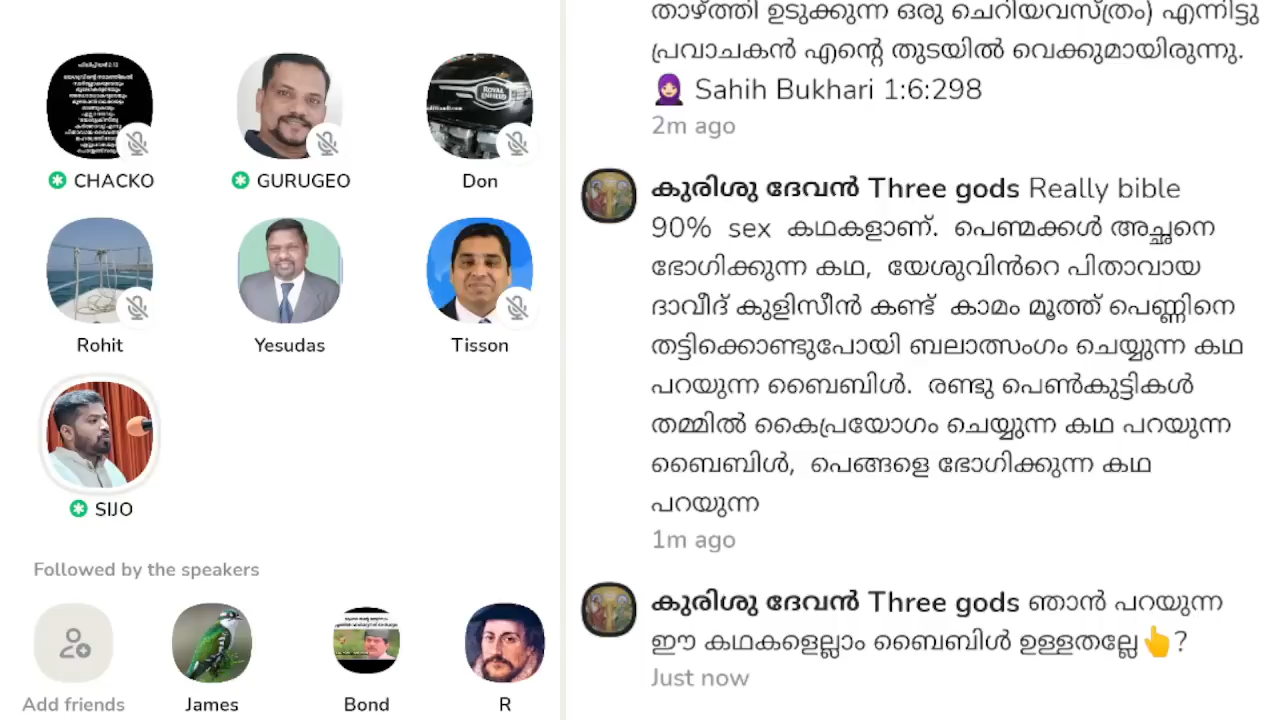 CHACKO
GURUGEO
ROYAL
ENFIELD
Don
Rohit
Yesudas
Tisson
SIJO
Followed by the speakers
Add friends
James
Bond
R
താഴ്ത്തി ഉടുക്കുന്ന ഒരു ചെറിയവസ്ത്രം) എന്നിട്ടു
പ്രവാചകൻ എന്റെ തുടയിൽ വെക്കുമായിരുന്നു.
🧕 Sahih Bukhari 1:6:298
2m ago
കുരിശു ദേവൻ Three gods Really bible
90% sex കഥകളാണ്. പെണ്മക്കൾ അച്ഛനെ
ഭോഗിക്കുന്ന കഥ, യേശുവിൻറെ പിതാവായ
ദാവീദ് കുളിസീൻ കണ്ട് കാമം മൂത്ത് പെണ്ണിനെ
തട്ടിക്കൊണ്ടുപോയി ബലാത്സംഗം ചെയ്യുന്ന കഥ
പറയുന്ന ബൈബിൾ. രണ്ടു പെൺകുട്ടികൾ
തമ്മിൽ കൈപ്രയോഗം ചെയ്യുന്ന കഥ പറയുന്ന
ബൈബിൾ, പെങ്ങളെ ഭോഗിക്കുന്ന കഥ
പറയുന്ന
1m ago
കുരിശു ദേവൻ Three gods ഞാൻ പറയുന്ന
ഈ കഥകളെല്ലാം ബൈബിൾ ഉള്ളതല്ലേ👆?
Just now